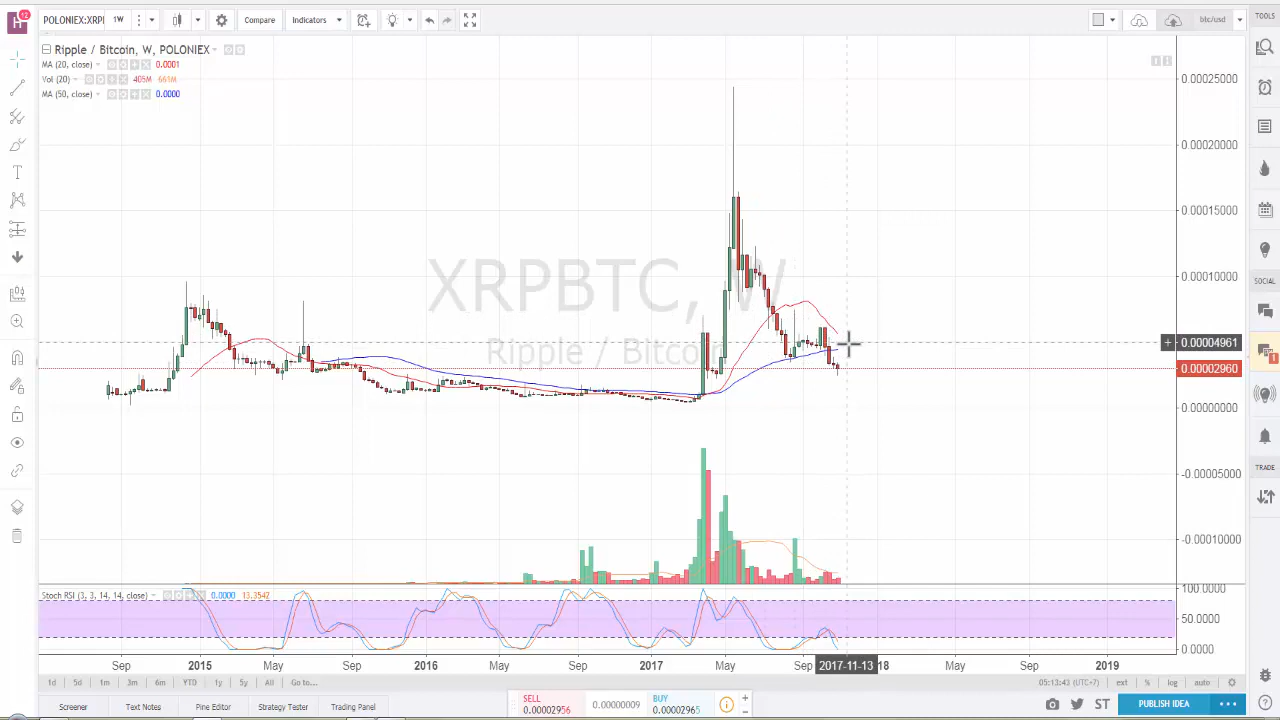 12
POLONIEX:XRPI
1W
Compare
Indicators
btc/usd
TOOLS
Ripple / Bitcoin, W, POLONIEX
MA (20, close)
0.0001
Vol (20)
405M 661M
MA (50, close)
0.0000
XRPBTC, W
Ripple / Bitcoin
0.00025000
0.00020000
0.00015000
0.00010000
+ 0.00004961
0.00002960
0.00000000
-0.00005000
-0.00010000
SOCIAL
1
TRADE
Stoch RSI (3, 3, 14, 14, close)
0.0000 13.3542
100.0000
50.0000
0.0000
Sep 2015 May Sep 2016 May Sep 2017 May Sep 2017-11-13 18 May Sep 2019
1d 5d 1m 3m 6m YTD 1y 5y All Go to...
05:13:43 (UTC+7) ext % log auto
Screener Text Notes Pine Editor Strategy Tester Trading Panel
SELL
0.00002956
0.00000009
BUY
0.00002965
ST
PUBLISH IDEA